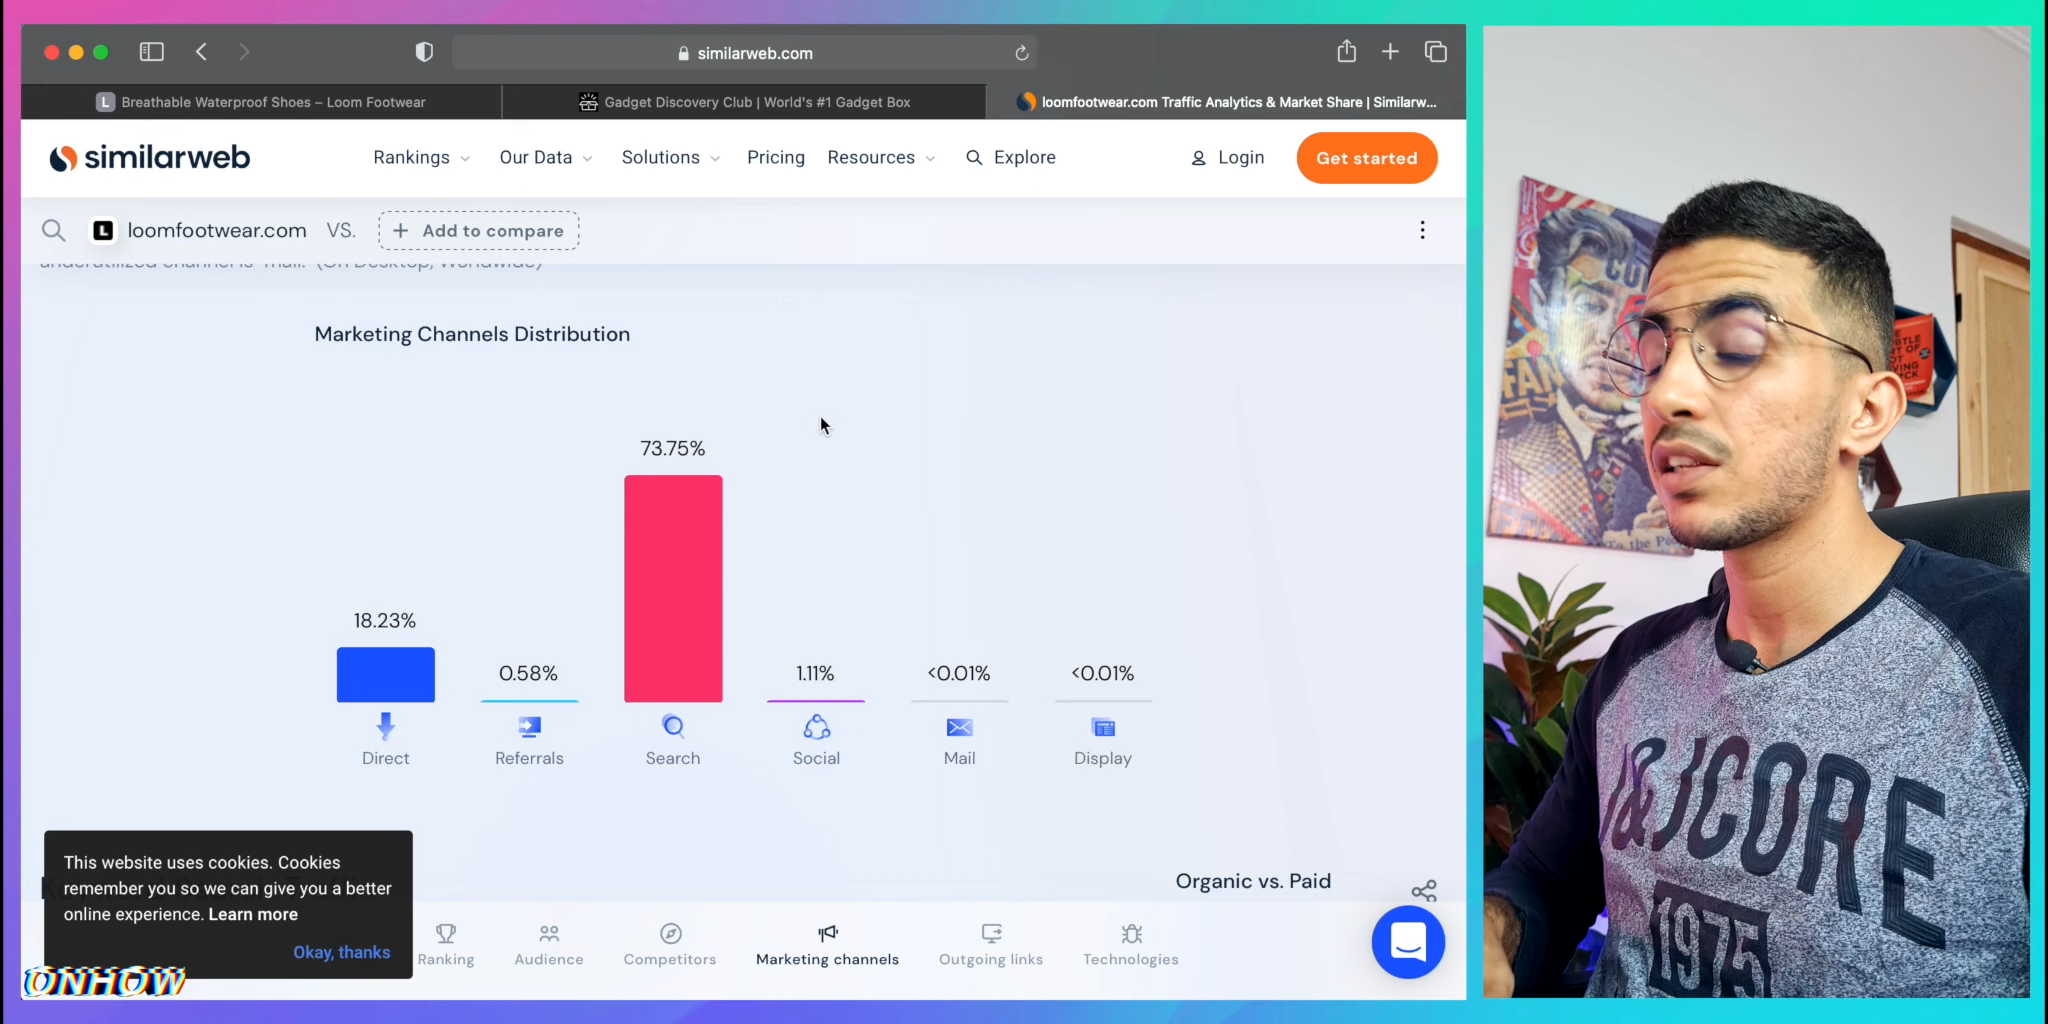 similarweb.com
Breathable Waterproof Shoes – Loom Footwear
Gadget Discovery Club | World's #1 Gadget Box
loomfootwear.com Traffic Analytics & Market Share | Similarw...
similarweb
Rankings
Our Data
Solutions
Pricing
Resources
Explore
Login
Get started
L loomfootwear.com VS. + Add to compare
Marketing Channels Distribution
73.75%
18.23%
0.58%
1.11%
<0.01%
<0.01%
Direct
Referrals
Search
Social
Mail
Display
This website uses cookies. Cookies
remember you so we can give you a better
online experience. Learn more
Okay, thanks
Organic vs. Paid
Ranking
Audience
Competitors
Marketing channels
Outgoing links
Technologies
ONHOW
&JCORE
1975